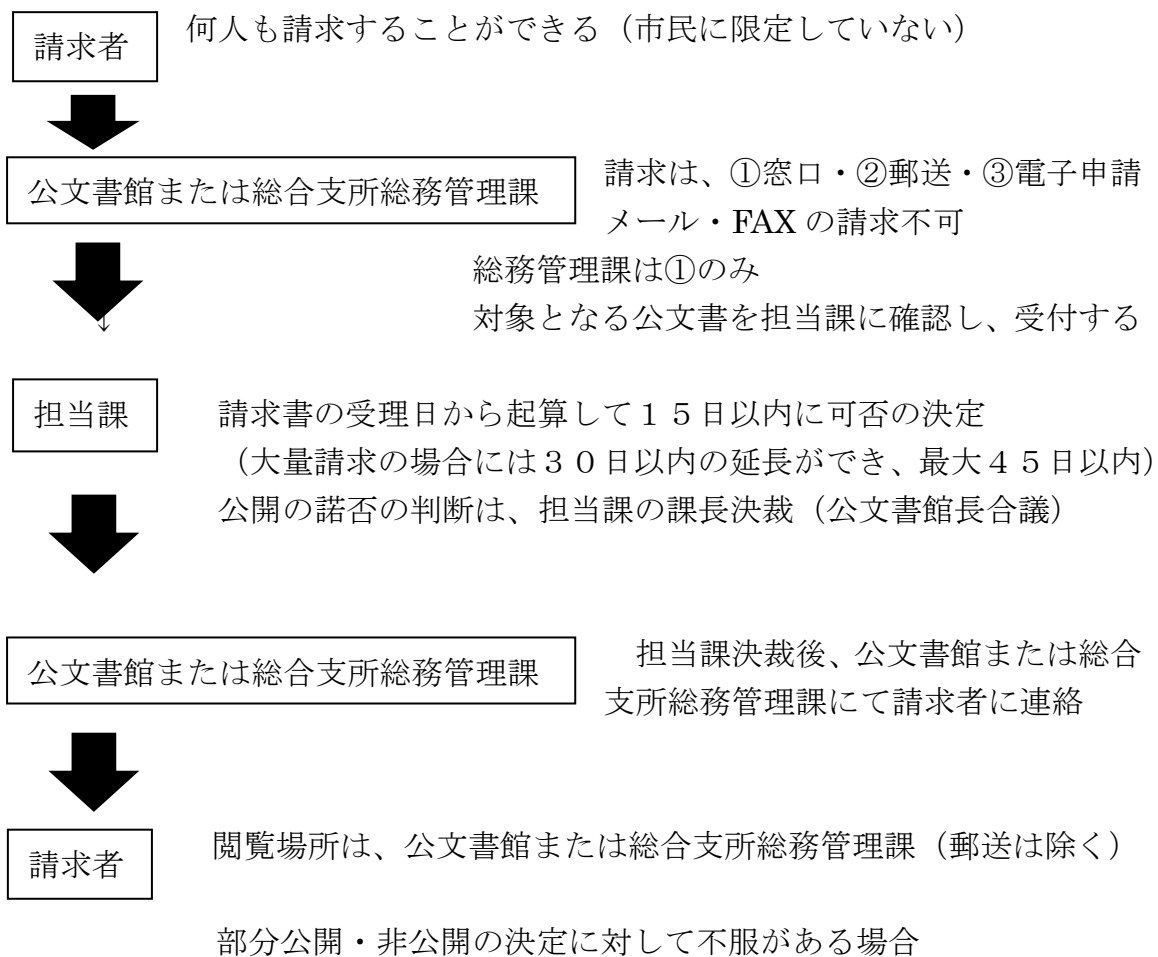 請求者
何人も請求することができる（市民に限定していない）
公文書館または総合支所総務管理課
請求は、①窓口・②郵送・③電子申請
メール・FAX の請求不可
総務管理課は①のみ
対象となる公文書を担当課に確認し、受付する
↓
担当課
請求書の受理日から起算して１５日以内に可否の決定
（大量請求の場合には３０日以内の延長ができ、最大４５日以内）
公開の諾否の判断は、担当課の課長決裁（公文書館長合議）
公文書館または総合支所総務管理課
担当課決裁後、公文書館または総合
支所総務管理課にて請求者に連絡
請求者
閲覧場所は、公文書館または総合支所総務管理課（郵送は除く）
部分公開・非公開の決定に対して不服がある場合